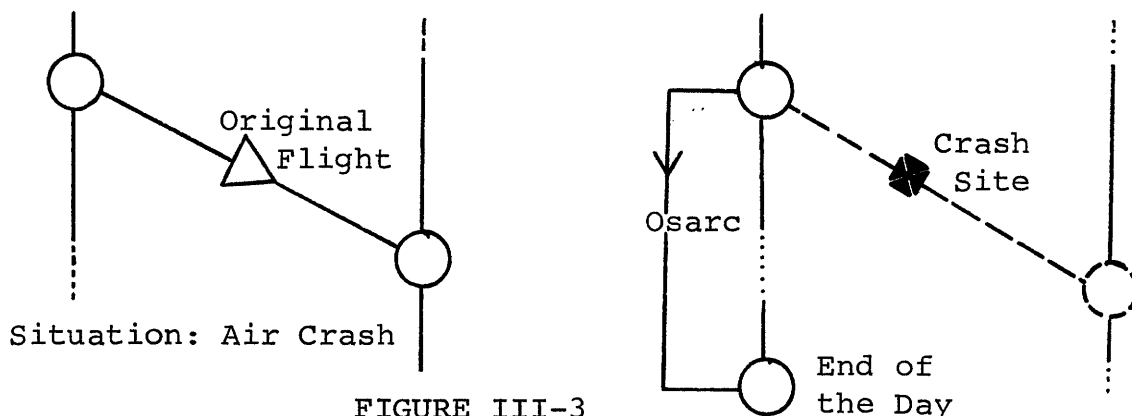 Original
Flight
Situation: Air Crash
Crash
Site
Osarc
End of
the Day
FIGURE III-3